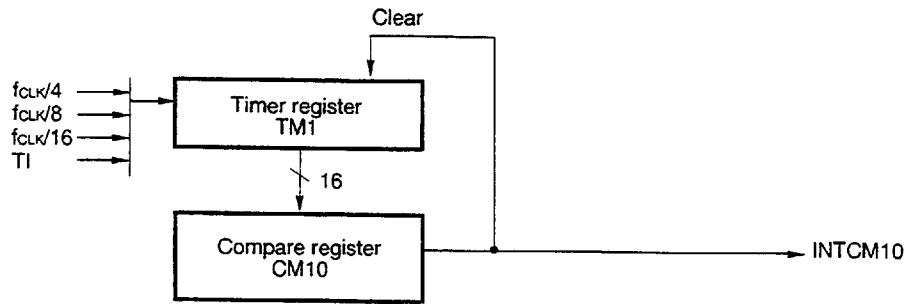 Clear
fCLK/4
fCLK/8
fCLK/16
TI
Timer register
TM1
16
Compare register
CM10
INTCM10